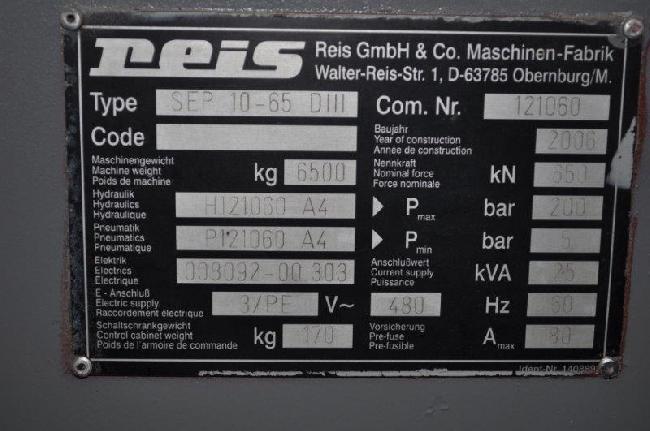 reis Reis GmbH & Co. Maschinen-Fabrik
Walter-Reis-Str. 1, D-63785 Obernburg/M.
Type SEP 10-65 DIII Com. Nr. 121060
Code
Baujahr
Year of construction 2006
Annee de construction
Maschinengewicht
Machine weight kg 6500
Poids de machine
Nennkraft
Nominal force kN 650
Force nominale
Hydraulik
Hydraulics H121060 A4 Pmax bar 200
Hydraulique
Pneumatik
Pneumatics P121060 A4 Pmin bar 5
Pneumatique
Elektrik
Electrics 009092-00 303
Electrique
Anschlußwert
Current supply kVA 25
Puissance
E - Anschluß
Electric supply 3/PE V~ 480 Hz 60
Raccordement électrique
Schaltschrankgewicht
Control cabinet weight kg 170
Poids de l'armoire de commande
Vorsicherung
Pre-fuse Amax 80
Pre-fusible
Ident-Nr.